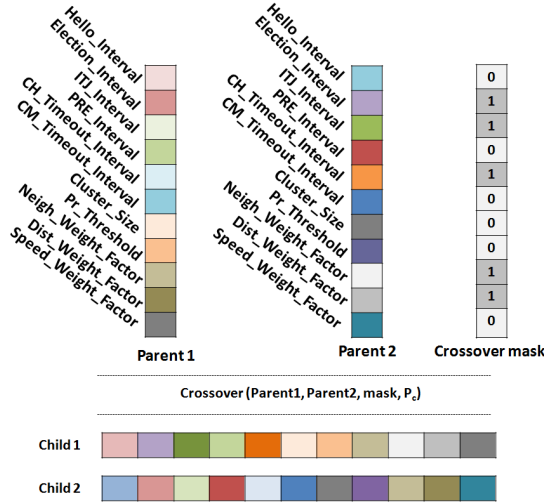 Hello_Interval
Election_Interval
ITJ_Interval
PRE_Interval
CH_Timeout_Interval
CM_Timeout_Interval
Cluster_Size
Pr_Threshold
Neigh_Weight_Factor
Dist_Weight_Factor
Speed_Weight_Factor
Parent 1
Hello_Interval
Election_Interval
ITJ_Interval
PRE_Interval
CH_Timeout_Interval
CM_Timeout_Interval
Cluster_Size
Pr_Threshold
Neigh_Weight_Factor
Dist_Weight_Factor
Speed_Weight_Factor
Parent 2
0
1
1
0
1
0
0
0
1
1
0
Crossover mask
Crossover (Parent1, Parent2, mask, Pc)
Child 1
Child 2